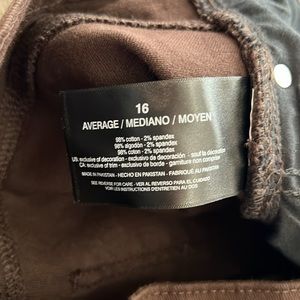 16
AVERAGE / MEDIANO / MOYEN
98% cotton - 2% spandex
98% algodón - 2% spandex
98% coton - 2% spandex
US: exclusive of decoration - exclusivo de decoración - sauf la décoration
CA: exclusive of trim - exclusivo de borde - garniture non comprise
MADE IN PAKISTAN - HECHO EN PAKISTÁN - FABRIQUÉ AU PAKISTAN
SEE REVERSE FOR CARE - VER AL REVERSO PARA EL CUIDADO
VOIR LES INSTRUCTIONS D'ENTRETIEN AU DOS